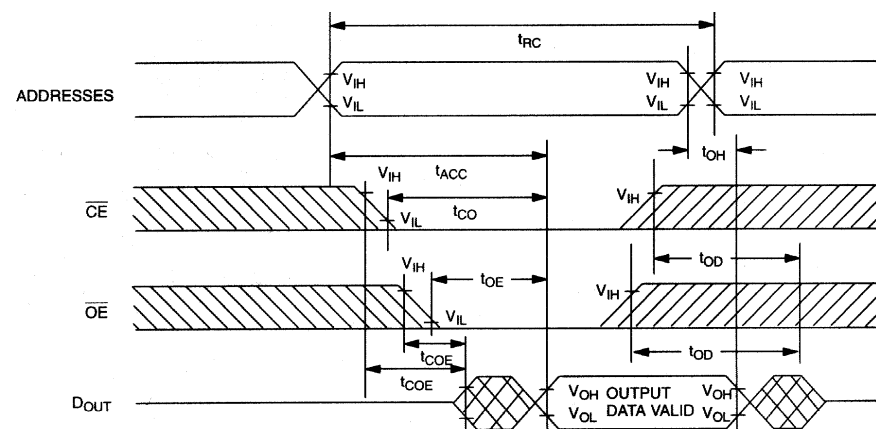 tRC
ADDRESSES
VIH VIH VIH
VIL VIL VIL
tOH
tACC
VIH
CE
VIL
tCO
VIH
tOD
VIH
OE
VIL
tOE
VIH
tOD
tCOE
tCOE
DOUT
VOH OUTPUT VOH
VOL DATA VALID VOL